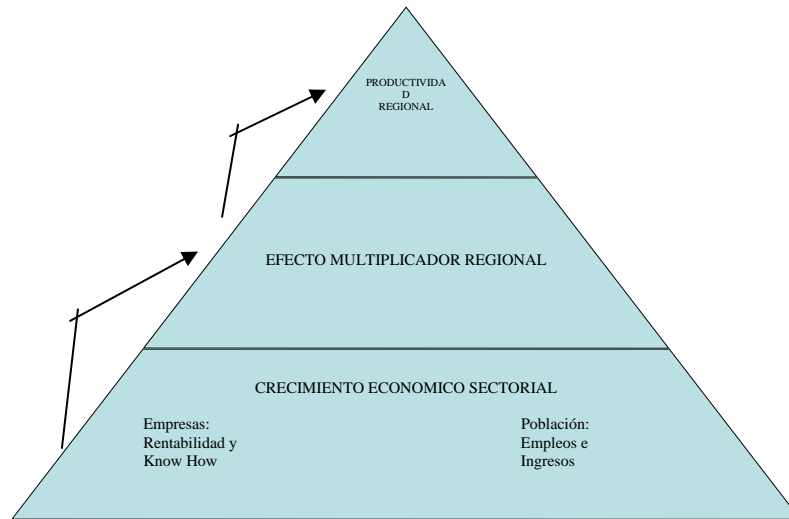 PRODUCTIVIDA
D
REGIONAL
EFECTO MULTIPLICADOR REGIONAL
CRECIMIENTO ECONOMICO SECTORIAL
Empresas:
Rentabilidad y
Know How
Población:
Empleos e
Ingresos